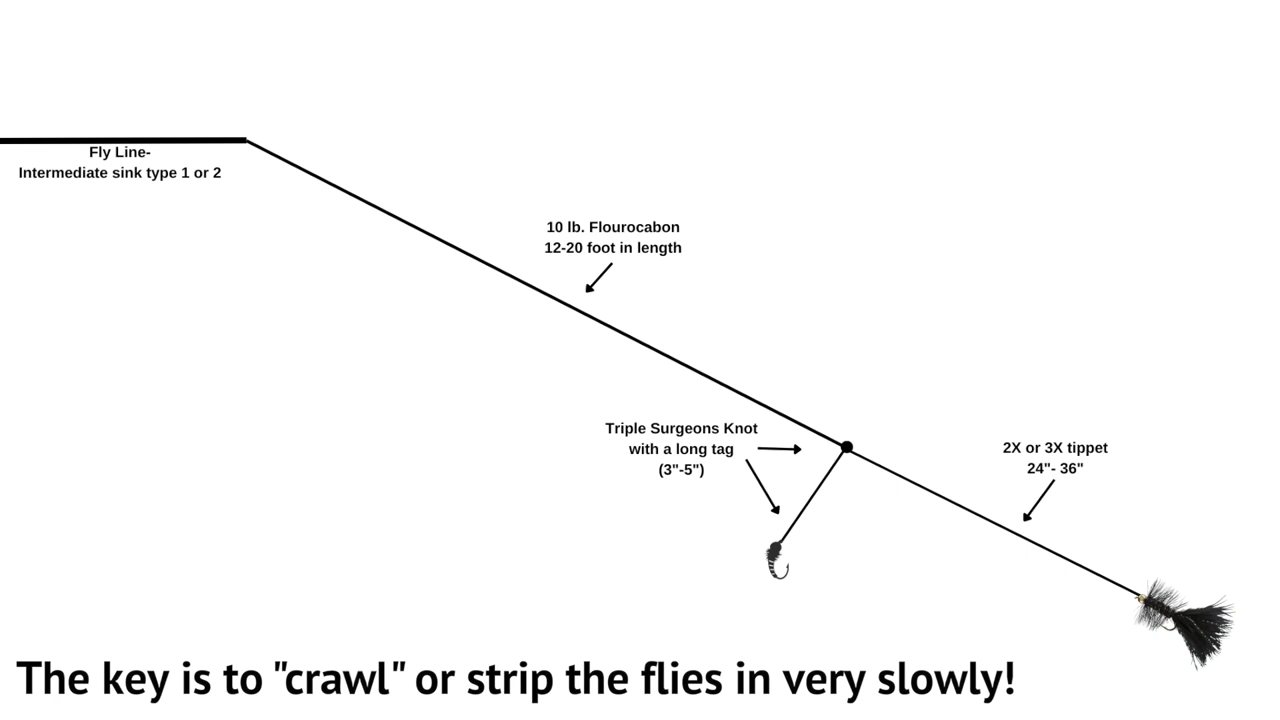 Fly Line-
Intermediate sink type 1 or 2
10 lb. Flourocabon
12-20 foot in length
Triple Surgeons Knot
with a long tag
(3"-5")
2X or 3X tippet
24"- 36"
The key is to "crawl" or strip the flies in very slowly!